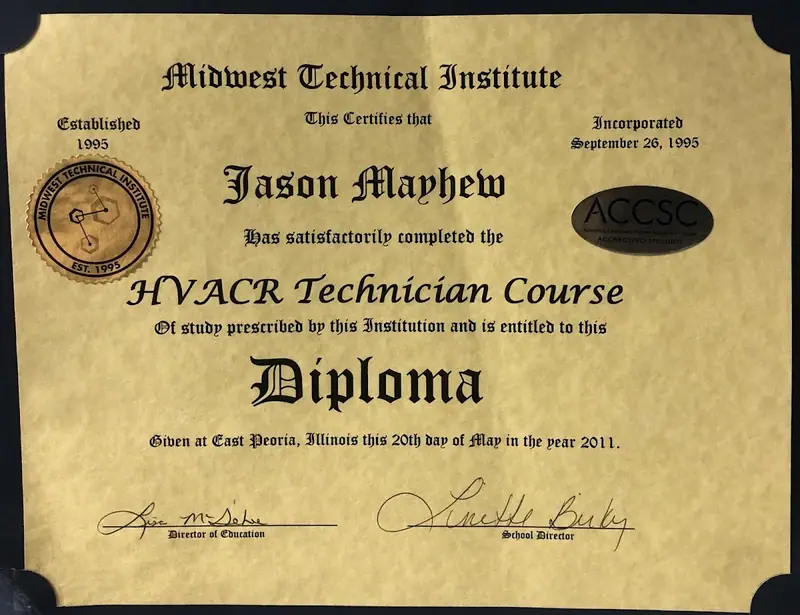 Midwest Technical Institute
This Certifies that
Established
1995
Incorporated
September 26, 1995
MIDWEST TECHNICAL INSTITUTE
EST. 1995
Jason Mayhew
ACCSC
Has satisfactorily completed the
HVACR Technician Course
Of study prescribed by this Institution and is entitled to this
Diploma
Given at East Peoria, Illinois this 20th day of May in the year 2011.
Linette Birky
Director of Education
School Director